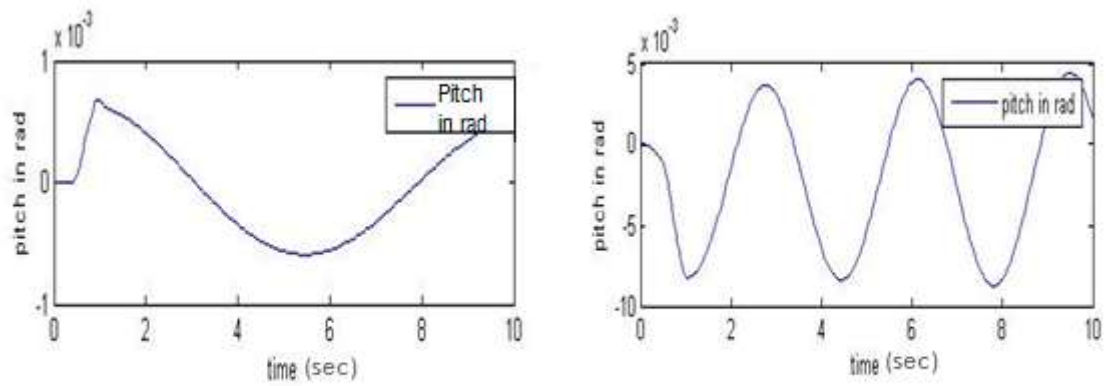 x 10⁻³
1
0
-1
pitch in rad
Pitch
in rad
0 2 4 6 8 10
time (sec)
x 10⁻³
5
0
-5
-10
pitch in rad
pitch in rad
0 2 4 6 8 10
time (sec)